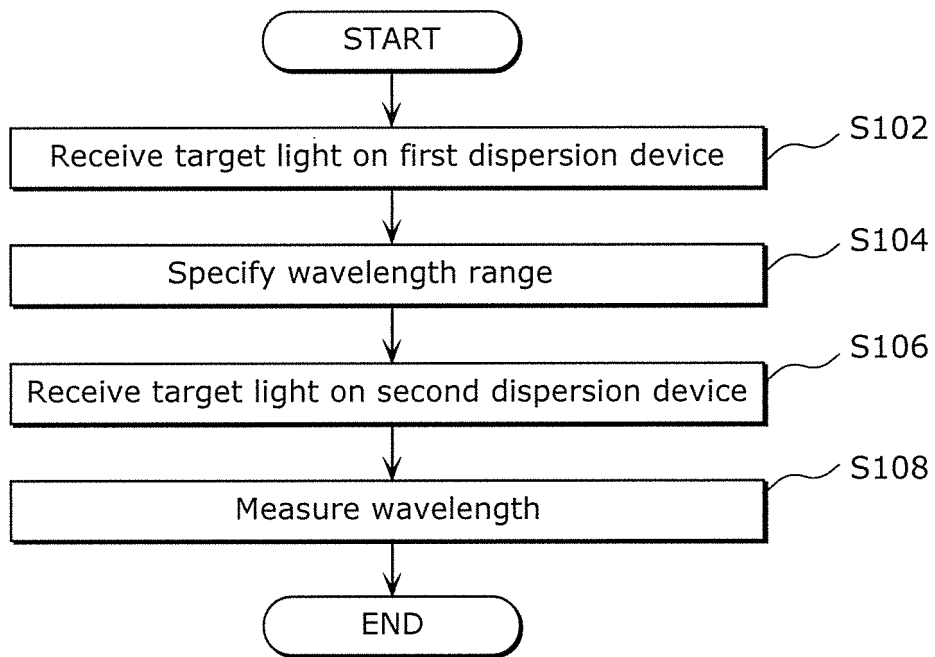 START
Receive target light on first dispersion device
S102
Specify wavelength range
S104
Receive target light on second dispersion device
S106
Measure wavelength
S108
END